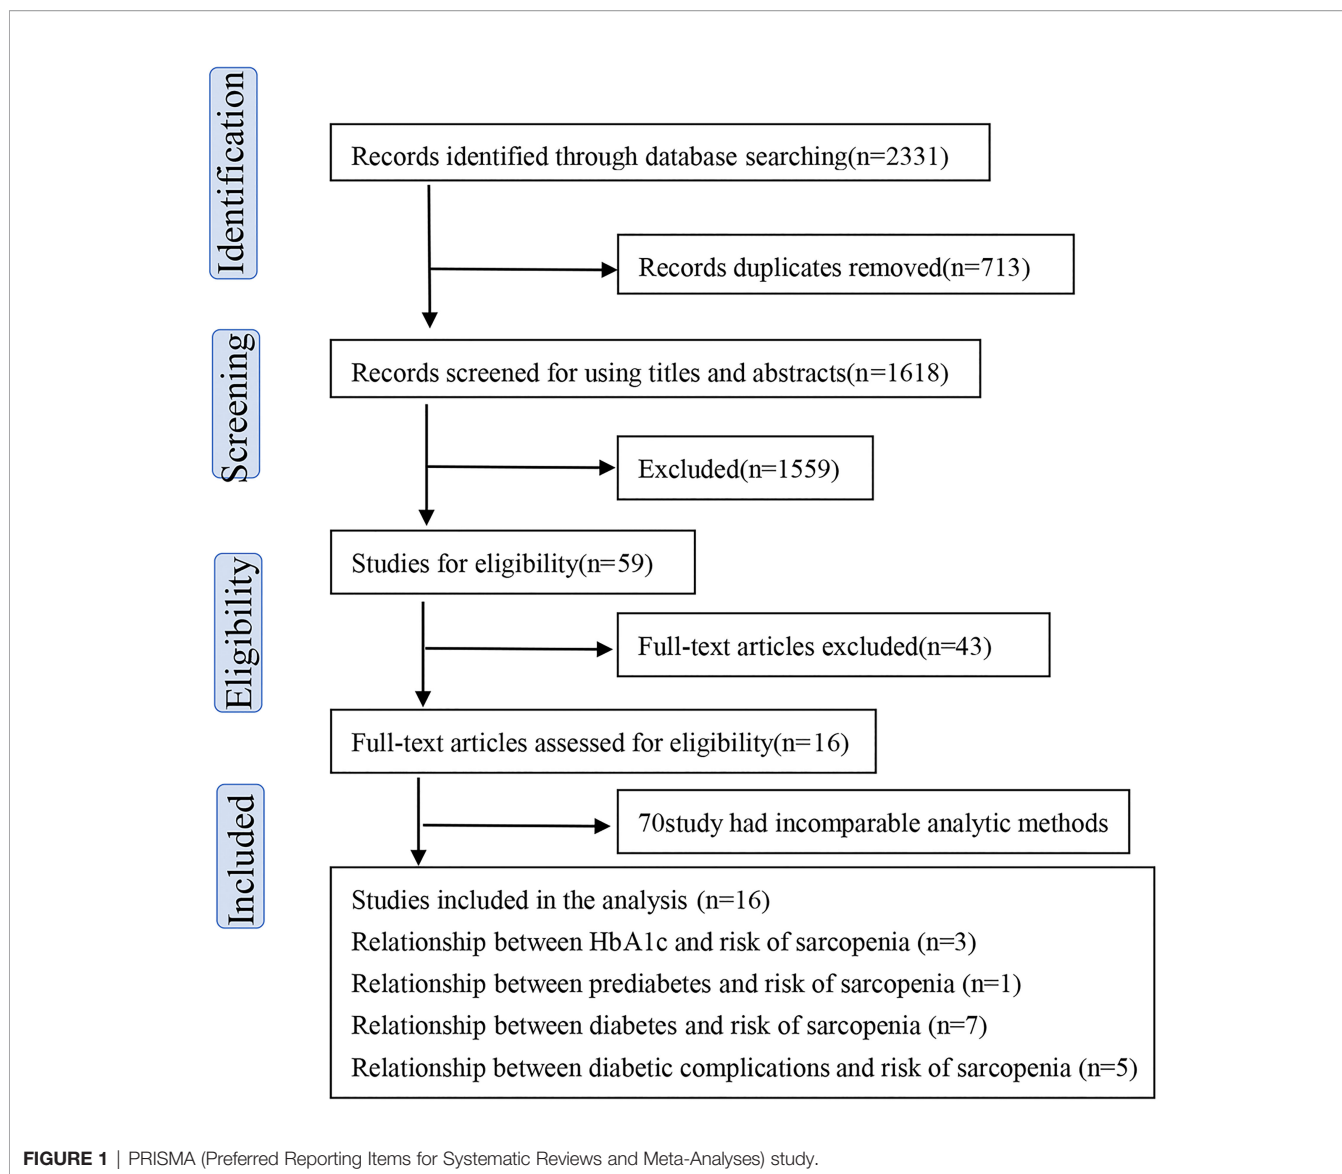 Identification
Records identified through database searching(n=2331)
Records duplicates removed(n=713)
Screening
Records screened for using titles and abstracts(n=1618)
Excluded(n=1559)
Eligibility
Studies for eligibility(n=59)
Full-text articles excluded(n=43)
Full-text articles assessed for eligibility(n=16)
Included
70study had incomparable analytic methods
Studies included in the analysis (n=16)
Relationship between HbA1c and risk of sarcopenia (n=3)
Relationship between prediabetes and risk of sarcopenia (n=1)
Relationship between diabetes and risk of sarcopenia (n=7)
Relationship between diabetic complications and risk of sarcopenia (n=5)
FIGURE 1 | PRISMA (Preferred Reporting Items for Systematic Reviews and Meta-Analyses) study.